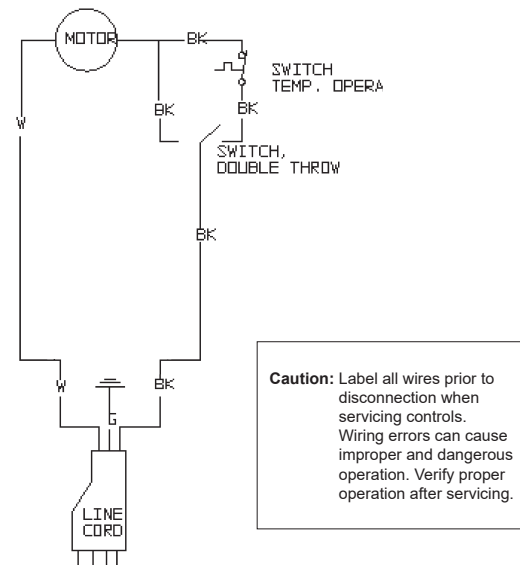 MOTOR
BK
SWITCH
TEMP. OPERA
BK
BK
W
SWITCH,
DOUBLE THROW
BK
W
BK
G
LINE
CORD
Caution: Label all wires prior to
disconnection when
servicing controls.
Wiring errors can cause
improper and dangerous
operation. Verify proper
operation after servicing.